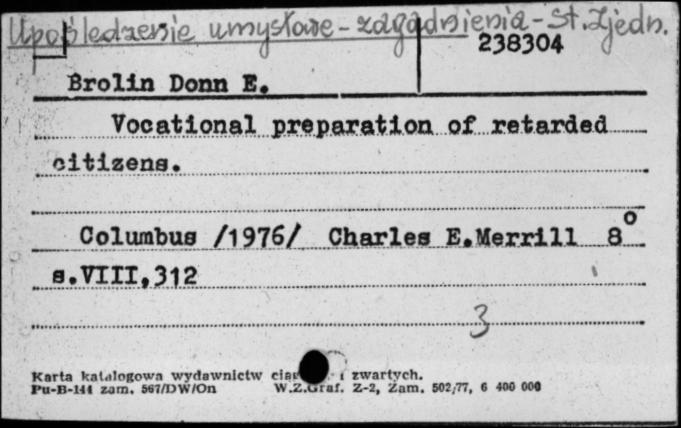 Upośledzenie umysłowe - zagadnienia - St. Zjedn.
238304
Brolin Donn E.
Vocational preparation of retarded
citizens.
Columbus /1976/ Charles E.Merrill 8°
s.VIII,312
3
Karta katalogowa wydawnictw i zwartych.
Pu-B-144 zam. 567/DW/On W.Z.Graf. Z-2, Zam. 502/77, 6 400 000